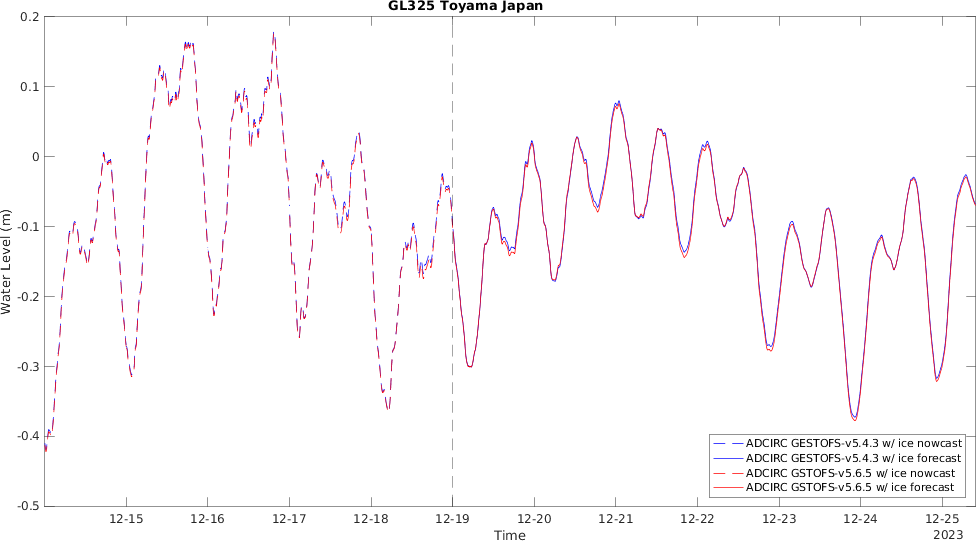 GL325 Toyama Japan
0.2
0.1
0
-0.1
-0.2
-0.3
-0.4
-0.5
Water Level (m)
12-15 12-16 12-17 12-18 12-19 12-20 12-21 12-22 12-23 12-24 12-25
2023
Time
ADCIRC GESTOFS-v5.4.3 w/ ice nowcast
ADCIRC GESTOFS-v5.4.3 w/ ice forecast
ADCIRC GSTOFS-v5.6.5 w/ ice nowcast
ADCIRC GSTOFS-v5.6.5 w/ ice forecast